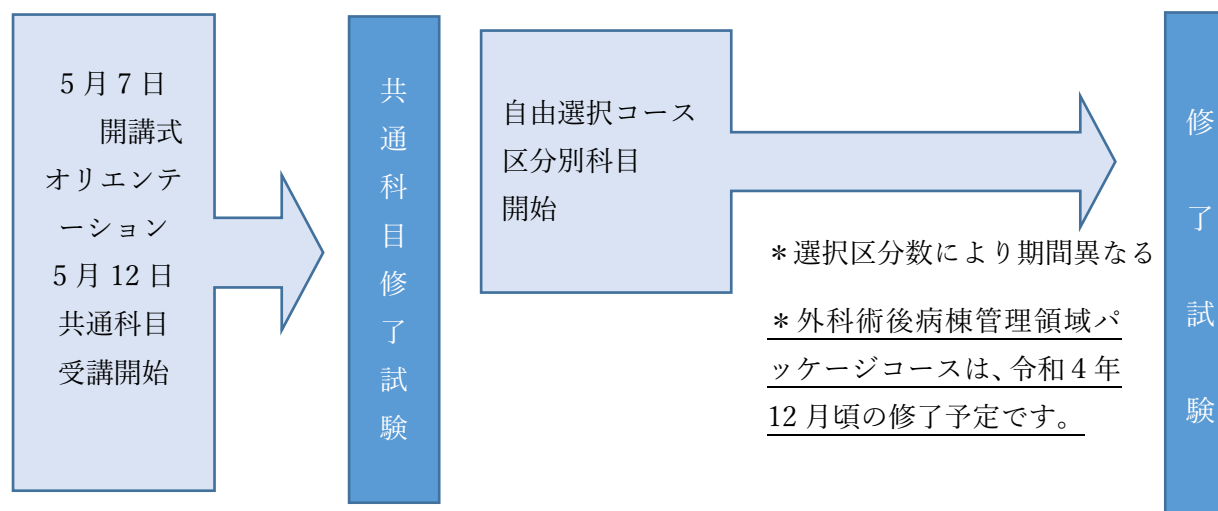 5月7日
開講式
オリエンテ
ーション
5月12日
共通科目
受講開始
共通科目修了試験
自由選択コース
区分別科目
開始
＊選択区分数により期間異なる
＊外科術後病棟管理領域パ
ッケージコースは、令和4年
12月頃の修了予定です。
修了試験